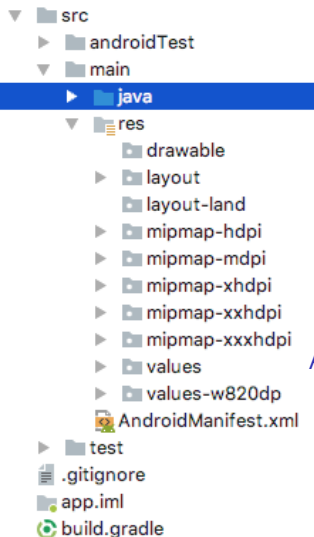 src
androidTest
main
java
res
drawable
layout
layout-land
mipmap-hdpi
mipmap-mdpi
mipmap-xhdpi
mipmap-xxhdpi
mipmap-xxxhdpi
values
values-w820dp
AndroidManifest.xml
test
.gitignore
app.iml
build.gradle